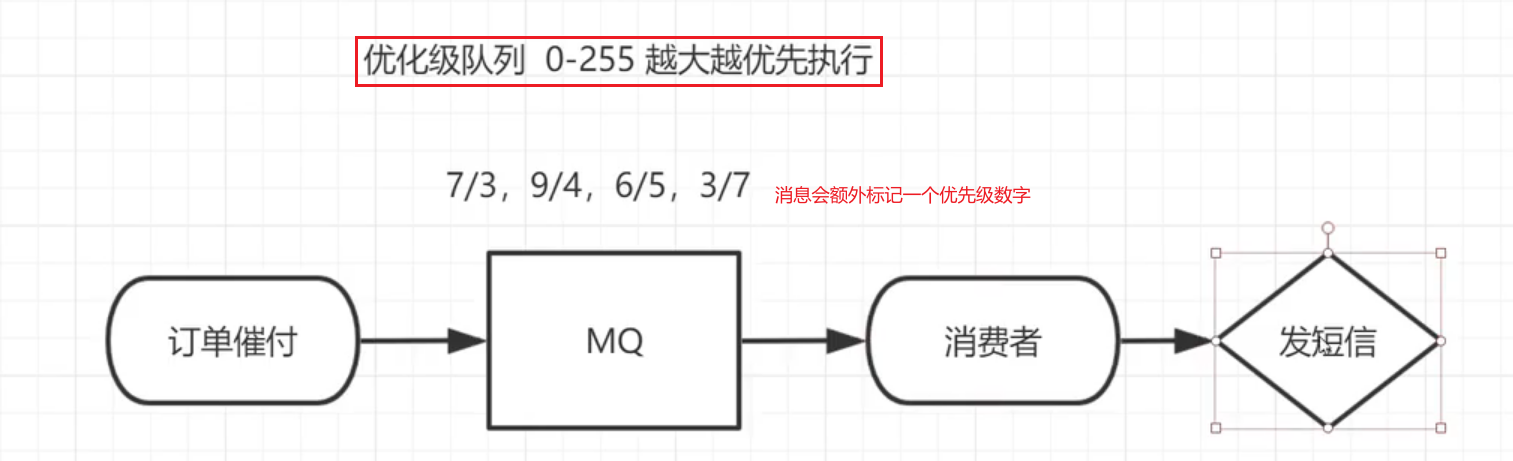 优化级队列 0-255 越大越优先执行
7/3，9/4，6/5，3/7 消息会额外标记一个优先级数字
订单催付
MQ
消费者
发短信